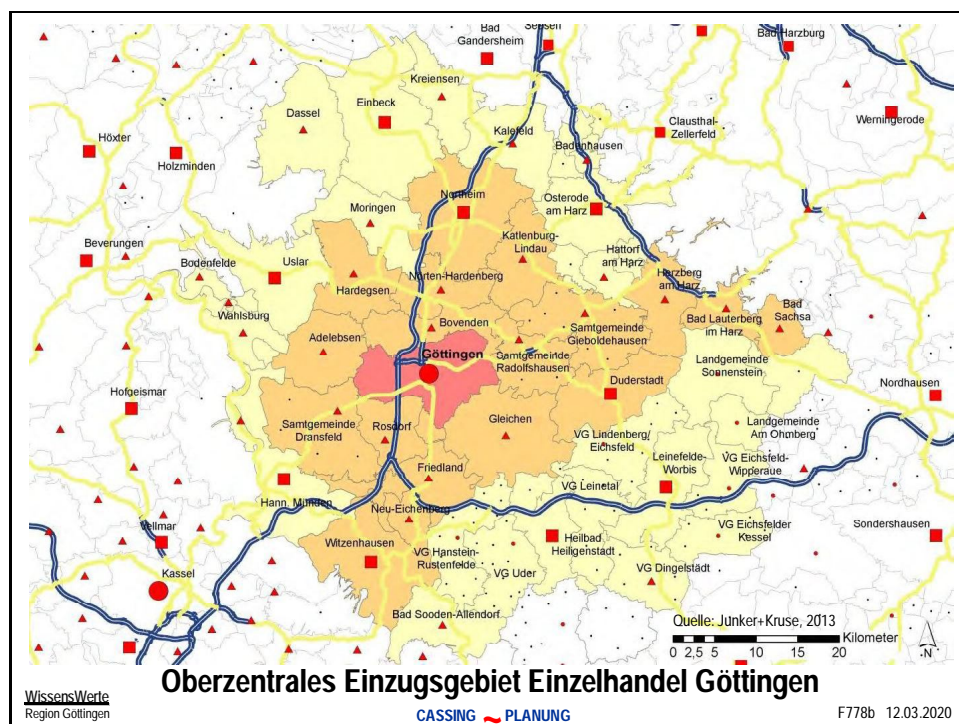 Bad
Gandersheim
Seesen
Bad Harzburg
Kreiensen
Dassel
Einbeck
Clausthal-
Zellerfeld
Werningerode
Höxter
Holzminden
Kalefeld
Badenhausen
Northeim
Osterode
am Harz
Moringen
Katlenburg-
Lindau
Beverungen
Bodenfelde
Uslar
Hattorf
am Harz
Herzberg
am Harz
Nörten-Hardenberg
Hardegsen
Wahlsburg
Bad Lauterberg
im Harz
Bad
Sachsa
Adelebsen
Bovenden
Samtgemeinde
Gieboldehausen
Göttingen
Samtgemeinde
Radolfshausen
Landgemeinde
Sonnenstein
Hofgeismar
Duderstadt
Nordhausen
Samtgemeinde
Dransfeld
Rosdorf
Gleichen
Landgemeinde
Am Ohmberg
VG Lindenberg/
Eichsfeld
Leinefelde-
Worbis
VG Eichsfeld-
Wipperaue
Friedland
VG Leinetal
Hann. Münden
Neu-Eichenberg
Vellmar
Witzenhausen
VG Hanstein-
Rustenfelde
Heilbad
Heiligenstadt
VG Eichsfelder
Kessel
Sondershausen
Kassel
VG Uder
VG Dingelstädt
Bad Sooden-Allendorf
Quelle: Junker+Kruse, 2013
Kilometer
0 2,5 5 10 15 20
N
Oberzentrales Einzugsgebiet Einzelhandel Göttingen
WissensWerte
Region Göttingen
CASSING PLANUNG
F778b 12.03.2020